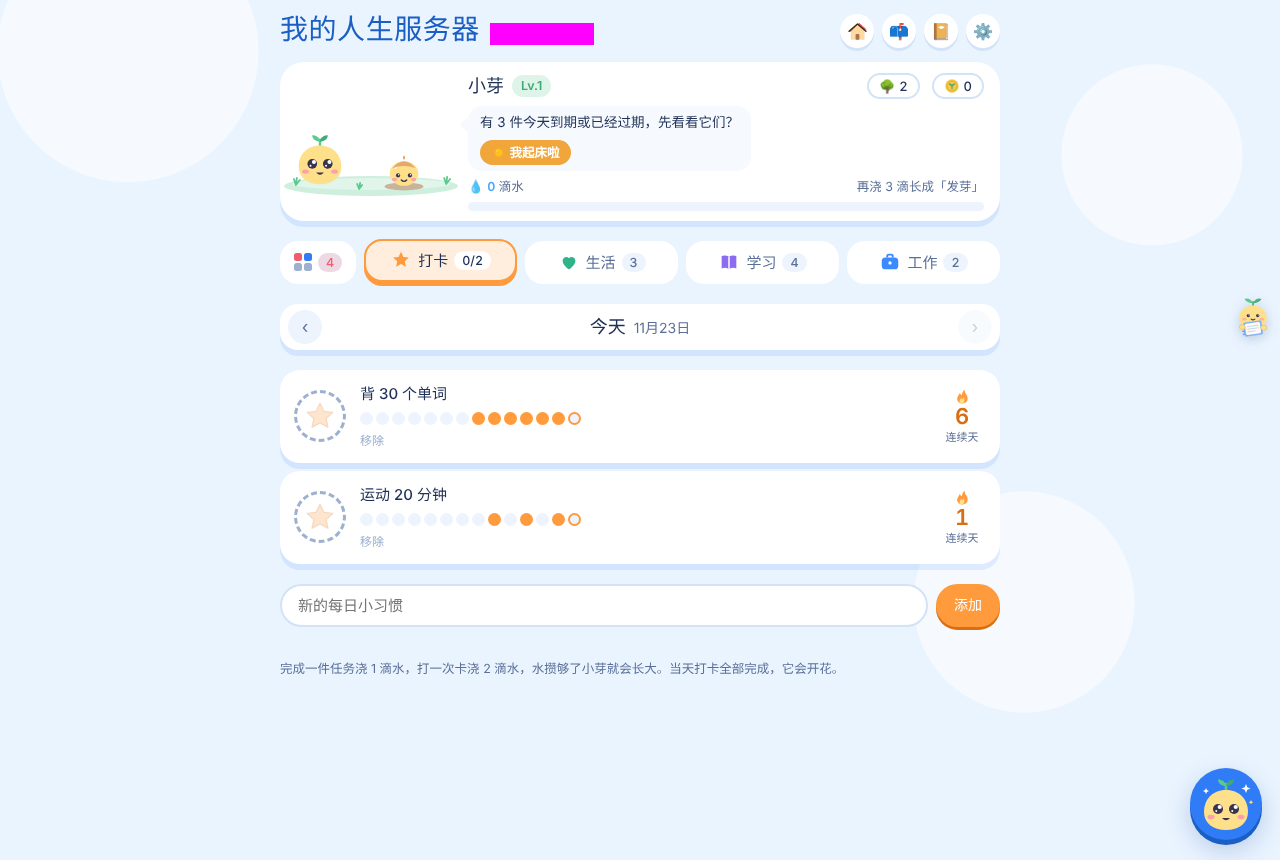 我的人生服务器
小芽 Lv.1
2
0
有 3 件今天到期或已经过期，先看看它们？
我起床啦
0 滴水
再浇 3 滴长成「发芽」
4
打卡 0/2
生活 3
学习 4
工作 2
‹
今天 11月23日
›
背 30 个单词
移除
6
连续天
运动 20 分钟
移除
1
连续天
新的每日小习惯
添加
完成一件任务浇 1 滴水，打一次卡浇 2 滴水，水攒够了小芽就会长大。当天打卡全部完成，它会开花。